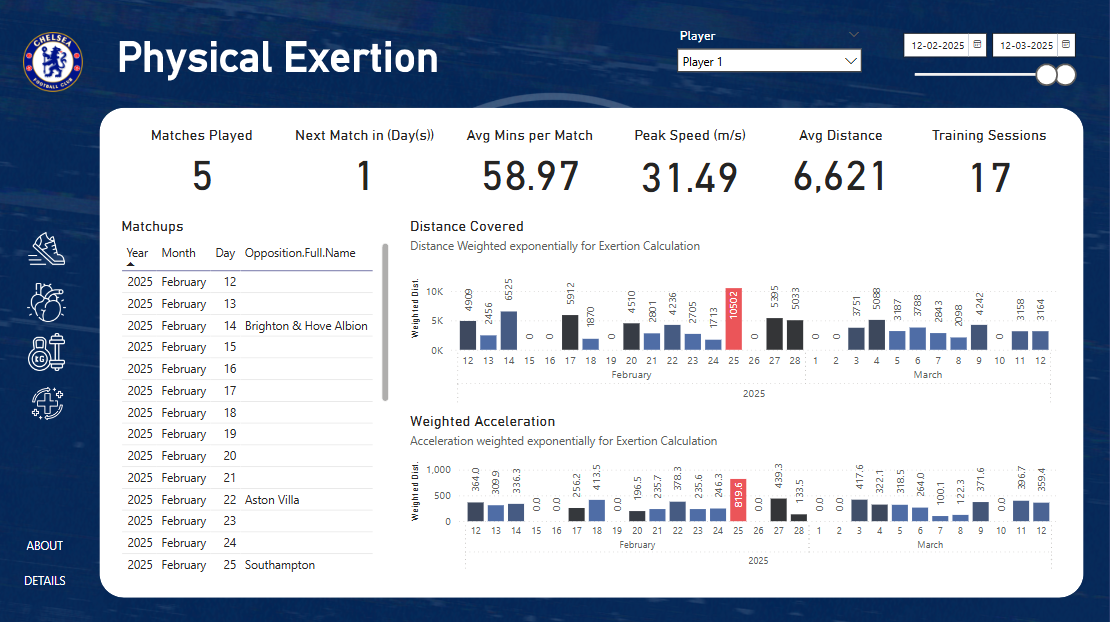 CHELSEA
FOOTBALL CLUB
Physical Exertion
Player
Player 1
12-02-2025 12-03-2025
Matches Played Next Match in (Day(s)) Avg Mins per Match Peak Speed (m/s) Avg Distance Training Sessions
5 1 58.97 31.49 6,621 17
Matchups
Year Month Day Opposition.Full.Name
2025 February 12
2025 February 13
2025 February 14 Brighton & Hove Albion
2025 February 15
2025 February 16
2025 February 17
2025 February 18
2025 February 19
2025 February 20
2025 February 21
2025 February 22 Aston Villa
2025 February 23
2025 February 24
2025 February 25 Southampton
Distance Covered
Distance Weighted exponentially for Exertion Calculation
Weighted Dist.
10K
5K
0K
4909 2456 6525 0 0 5912 1870 0 4510 2801 4236 2705 1713 10502 0 5395 5033 0 0 3751 5088 3187 3788 2843 2098 4242 0 3158 3164
12 13 14 15 16 17 18 19 20 21 22 23 24 25 26 27 28 1 2 3 4 5 6 7 8 9 10 11 12
February March
2025
Weighted Acceleration
Acceleration weighted exponentially for Exertion Calculation
Weighted Dist.
1,000
500
0
364.0 309.9 336.3 0.0 0.0 256.2 413.5 0.0 196.5 235.7 378.3 235.6 246.3 819.6 0.0 439.3 133.5 0.0 0.0 417.6 322.1 318.5 264.0 100.1 122.3 371.6 0.0 396.7 359.4
12 13 14 15 16 17 18 19 20 21 22 23 24 25 26 27 28 1 2 3 4 5 6 7 8 9 10 11 12
February March
2025
KG
ABOUT
DETAILS